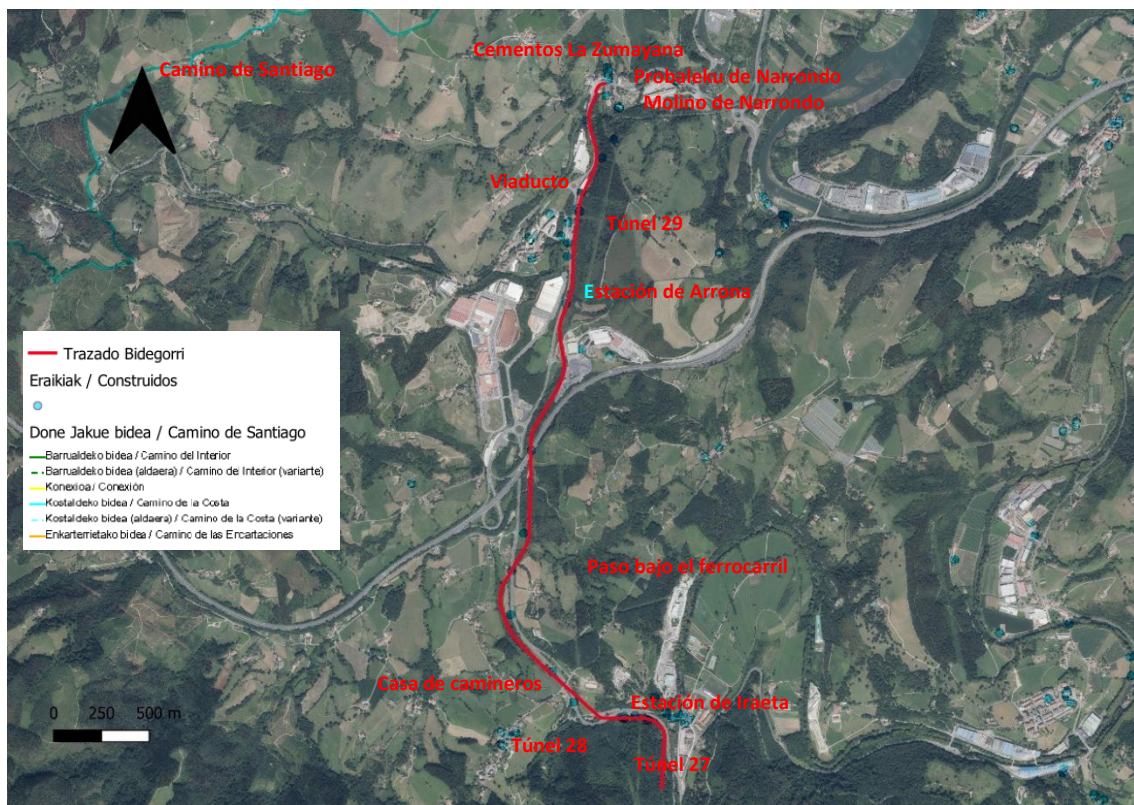 Cementos La Zumayana
Camino de Santiago
Probaleku de Narrondo
Molino de Narrondo
Viaducto
Túnel 29
Estación de Arrona
Trazado Bidegorri
Eraikiak / Construidos
Done Jakue bidea / Camino de Santiago
Barrualdeko bidea / Camino del Interior
Barrualdeko bidea (aldaera) / Camino del Interior (variante)
Konexioa / Conexión
Kostaldeko bidea / Camino de la Costa
Kostaldeko bidea (aldaera) / Camino de la Costa (variante)
Enkarterrietako bidea / Camino de las Encartaciones
Paso bajo el ferrocarril
Casa de camineros
Estación de Iraeta
0 250 500 m
Túnel 28
Túnel 27